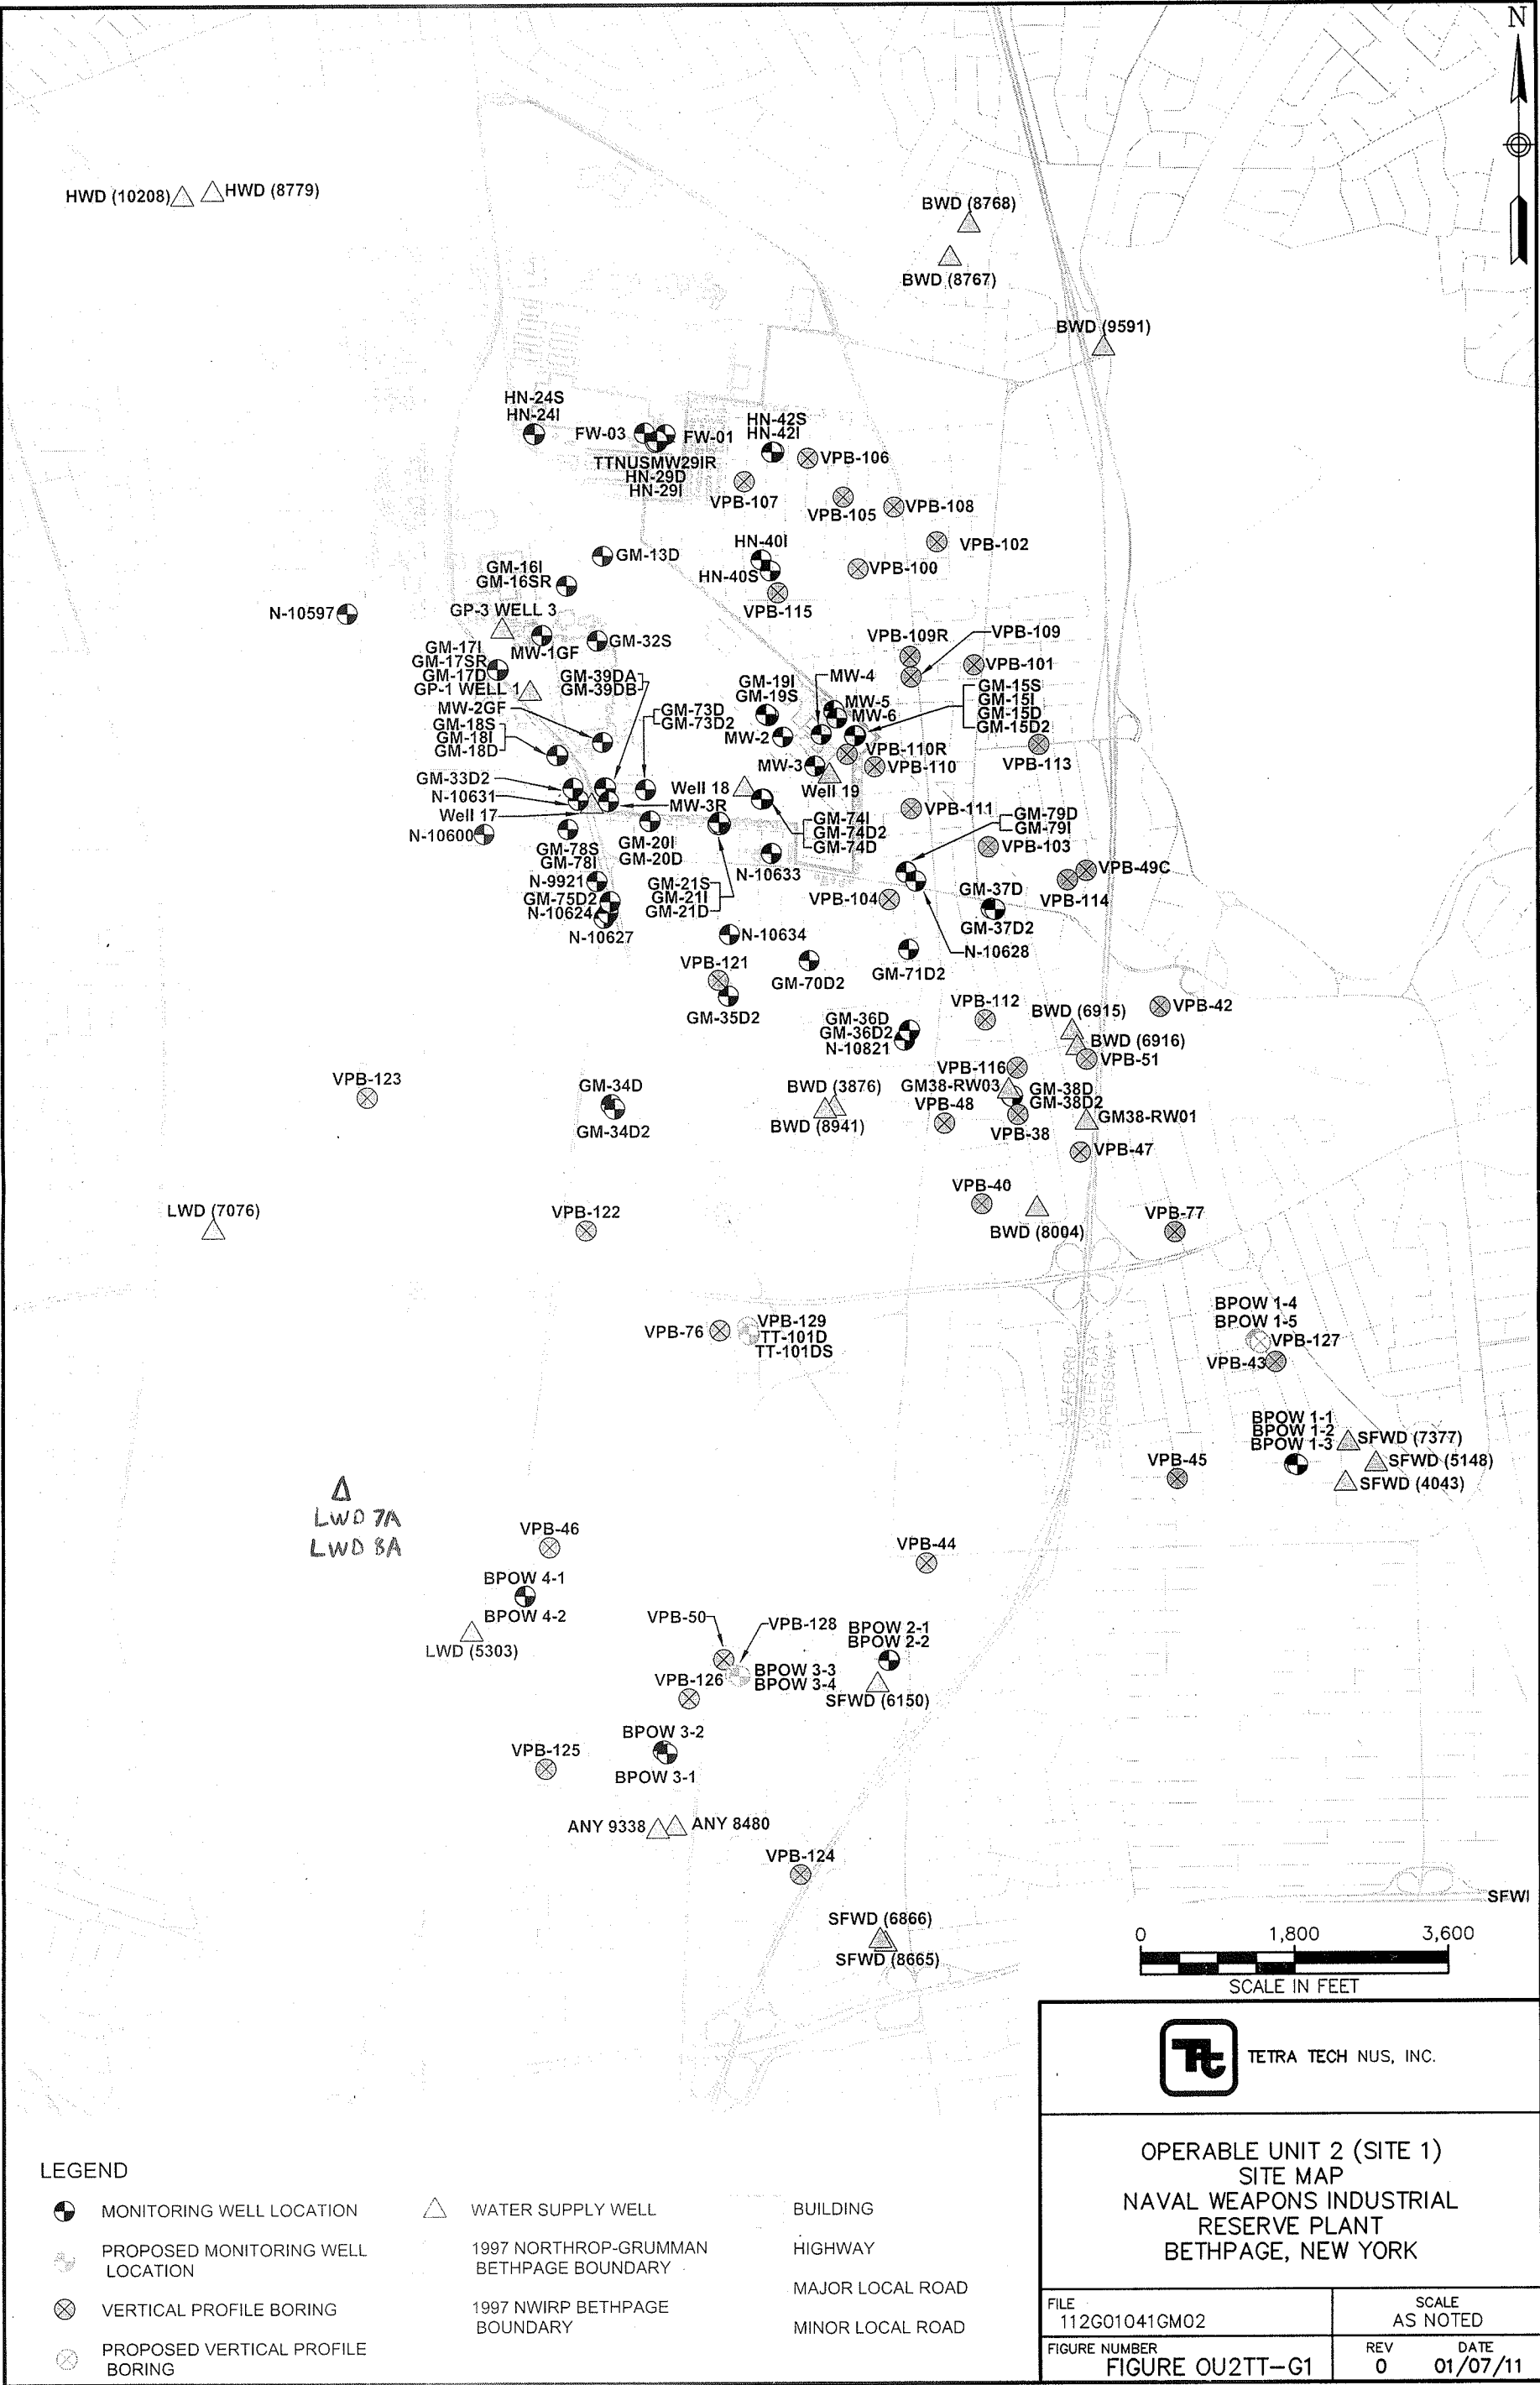 N
HWD (10208)
HWD (8779)
BWD (8768)
BWD (8767)
BWD (9591)
HN-24S
HN-24I
FW-03
FW-01
TTNUSMW29IR
HN-29D
HN-29I
HN-42S
HN-42I
VPB-106
VPB-107
VPB-105
VPB-108
VPB-102
GM-13D
HN-40I
HN-40S
VPB-100
VPB-115
GM-16I
GM-16SR
N-10597
GP-3 WELL 3
MW-1GF
GM-32S
VPB-109R
VPB-109
VPB-101
GM-17I
GM-17SR
GM-17D
GP-1 WELL 1
GM-39DA
GM-39DB
GM-19I
GM-19S
MW-4
MW-5
MW-6
GM-15S
GM-15I
GM-15D
GM-15D2
MW-2GF
GM-18S
GM-18I
GM-18D
GM-73D
GM-73D2
MW-2
VPB-110R
VPB-110
VPB-113
MW-3
Well 19
GM-33D2
N-10631
Well 17
N-10600
Well 18
MW-3R
VPB-111
GM-79D
GM-79I
GM-74I
GM-74D2
GM-74D
VPB-103
GM-78S
GM-78I
GM-20I
GM-20D
N-10633
VPB-49C
VPB-114
N-9921
GM-75D2
N-10624
N-10627
GM-21S
GM-21I
GM-21D
VPB-104
GM-37D
GM-37D2
N-10634
N-10628
VPB-121
GM-70D2
GM-71D2
GM-35D2
VPB-112
BWD (6915)
VPB-42
GM-36D
GM-36D2
N-10821
BWD (6916)
VPB-51
VPB-116
VPB-123
GM-34D
GM-34D2
BWD (3876)
BWD (8941)
GM38-RW03
GM-38D
GM-38D2
VPB-48
VPB-38
GM38-RW01
VPB-47
VPB-40
BWD (8004)
VPB-77
LWD (7076)
VPB-122
BPOW 1-4
BPOW 1-5
VPB-127
VPB-43
VPB-76
VPB-129
TT-101D
TT-101DS
SEAFORD
OYSTER BAY
EXPRESSWAY
BPOW 1-1
BPOW 1-2
BPOW 1-3
SFWD (7377)
SFWD (5148)
SFWD (4043)
VPB-45
LWD 7A
LWD 8A
VPB-46
VPB-44
BPOW 4-1
BPOW 4-2
LWD (5303)
VPB-50
VPB-128
BPOW 2-1
BPOW 2-2
BPOW 3-3
BPOW 3-4
VPB-126
SFWD (6150)
BPOW 3-2
BPOW 3-1
VPB-125
ANY 9338
ANY 8480
VPB-124
SFWI
SFWD (6866)
SFWD (8665)
0 1,800 3,600
SCALE IN FEET
Tt TETRA TECH NUS, INC.
OPERABLE UNIT 2 (SITE 1)
SITE MAP
NAVAL WEAPONS INDUSTRIAL
RESERVE PLANT
BETHPAGE, NEW YORK
FILE
112G01041GM02
SCALE
AS NOTED
FIGURE NUMBER
FIGURE OU2TT-G1
REV
0
DATE
01/07/11
LEGEND
MONITORING WELL LOCATION
PROPOSED MONITORING WELL
LOCATION
VERTICAL PROFILE BORING
PROPOSED VERTICAL PROFILE
BORING
WATER SUPPLY WELL
1997 NORTHROP-GRUMMAN
BETHPAGE BOUNDARY
1997 NWIRP BETHPAGE
BOUNDARY
BUILDING
HIGHWAY
MAJOR LOCAL ROAD
MINOR LOCAL ROAD